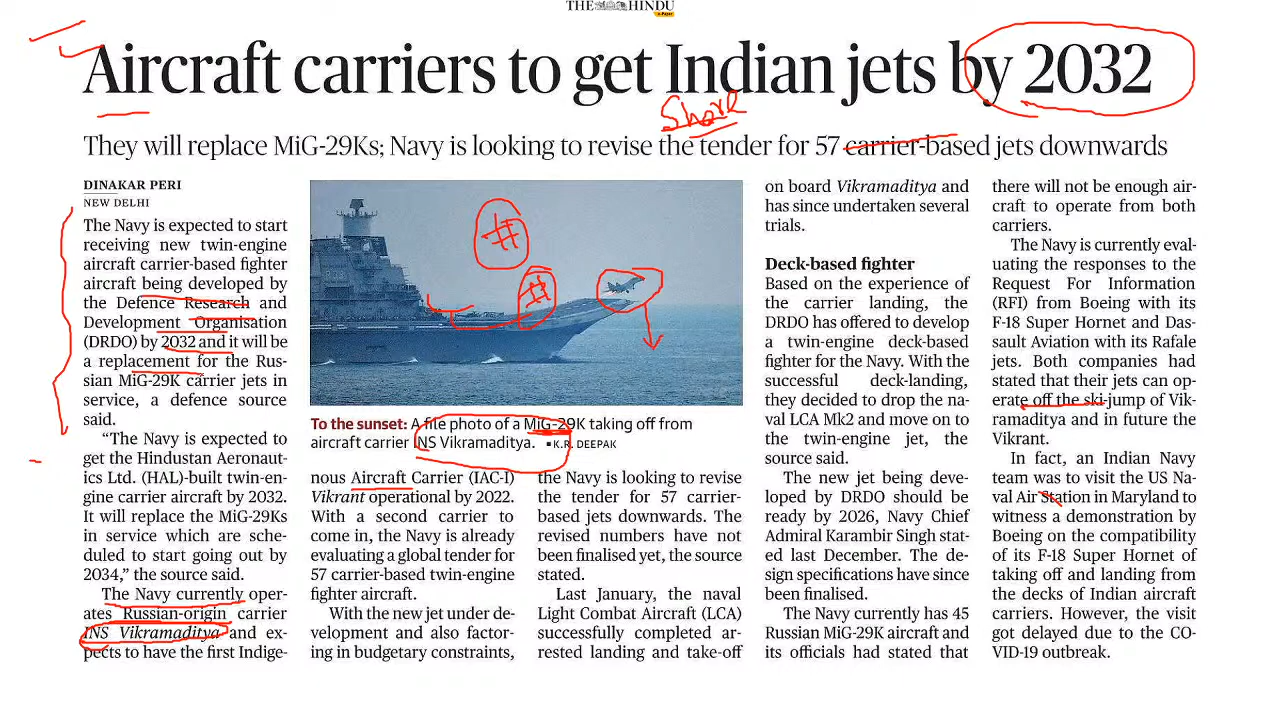 THE HINDU
e-Paper
Aircraft carriers to get Indian jets by 2032
Share
They will replace MiG-29Ks; Navy is looking to revise the tender for 57 carrier-based jets downwards
DINAKAR PERI
NEW DELHI
The Navy is expected to start
receiving new twin-engine
aircraft carrier-based fighter
aircraft being developed by
the Defence Research and
Development Organisation
(DRDO) by 2032 and it will be
a replacement for the Rus-
sian MiG-29K carrier jets in
service, a defence source
said.
“The Navy is expected to
get the Hindustan Aeronaut-
ics Ltd. (HAL)-built twin-en-
gine carrier aircraft by 2032.
It will replace the MiG-29Ks
in service which are sche-
duled to start going out by
2034,” the source said.
The Navy currently oper-
ates Russian-origin carrier
INS Vikramaditya and ex-
pects to have the first Indige-
To the sunset: A file photo of a MiG-29K taking off from
aircraft carrier INS Vikramaditya. ▪K.R. DEEPAK
nous Aircraft Carrier (IAC-I)
Vikrant operational by 2022.
With a second carrier to
come in, the Navy is already
evaluating a global tender for
57 carrier-based twin-engine
fighter aircraft.
With the new jet under de-
velopment and also factor-
ing in budgetary constraints,
the Navy is looking to revise
the tender for 57 carrier-
based jets downwards. The
revised numbers have not
been finalised yet, the source
stated.
Last January, the naval
Light Combat Aircraft (LCA)
successfully completed ar-
rested landing and take-off
on board Vikramaditya and
has since undertaken several
trials.
Deck-based fighter
Based on the experience of
the carrier landing, the
DRDO has offered to develop
a twin-engine deck-based
fighter for the Navy. With the
successful deck-landing,
they decided to drop the na-
val LCA Mk2 and move on to
the twin-engine jet, the
source said.
The new jet being deve-
loped by DRDO should be
ready by 2026, Navy Chief
Admiral Karambir Singh stat-
ed last December. The de-
sign specifications have since
been finalised.
The Navy currently has 45
Russian MiG-29K aircraft and
its officials had stated that
there will not be enough air-
craft to operate from both
carriers.
The Navy is currently eval-
uating the responses to the
Request For Information
(RFI) from Boeing with its
F-18 Super Hornet and Das-
sault Aviation with its Rafale
jets. Both companies had
stated that their jets can op-
erate off the ski-jump of Vik-
ramaditya and in future the
Vikrant.
In fact, an Indian Navy
team was to visit the US Na-
val Air Station in Maryland to
witness a demonstration by
Boeing on the compatibility
of its F-18 Super Hornet of
taking off and landing from
the decks of Indian aircraft
carriers. However, the visit
got delayed due to the CO-
VID-19 outbreak.